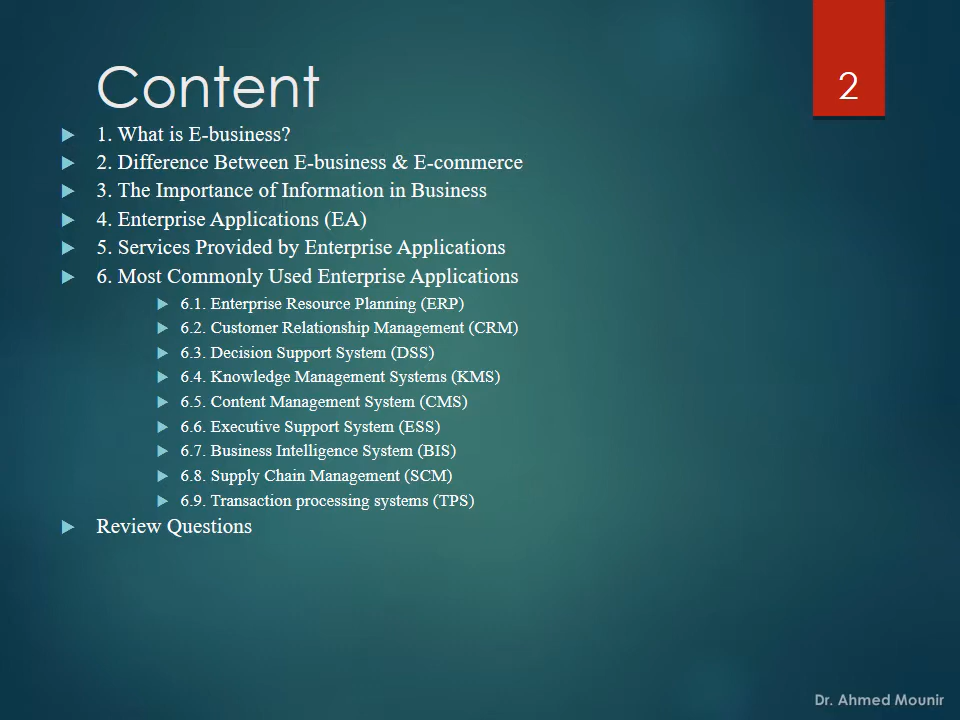 2
Content
1. What is E-business?
2. Difference Between E-business & E-commerce
3. The Importance of Information in Business
4. Enterprise Applications (EA)
5. Services Provided by Enterprise Applications
6. Most Commonly Used Enterprise Applications
6.1. Enterprise Resource Planning (ERP)
6.2. Customer Relationship Management (CRM)
6.3. Decision Support System (DSS)
6.4. Knowledge Management Systems (KMS)
6.5. Content Management System (CMS)
6.6. Executive Support System (ESS)
6.7. Business Intelligence System (BIS)
6.8. Supply Chain Management (SCM)
6.9. Transaction processing systems (TPS)
Review Questions
Dr. Ahmed Mounir